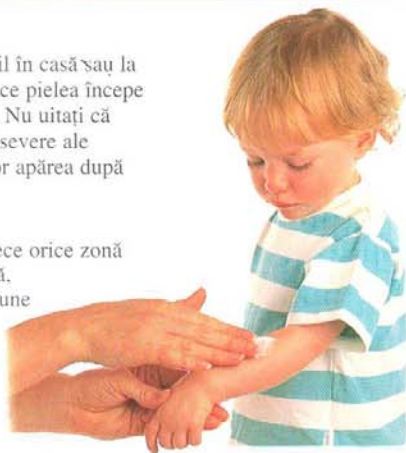 il în casă sau la
ce pielea începe
Nu uitați că
severe ale
r apărea după
ece orice zonă
ă,
une